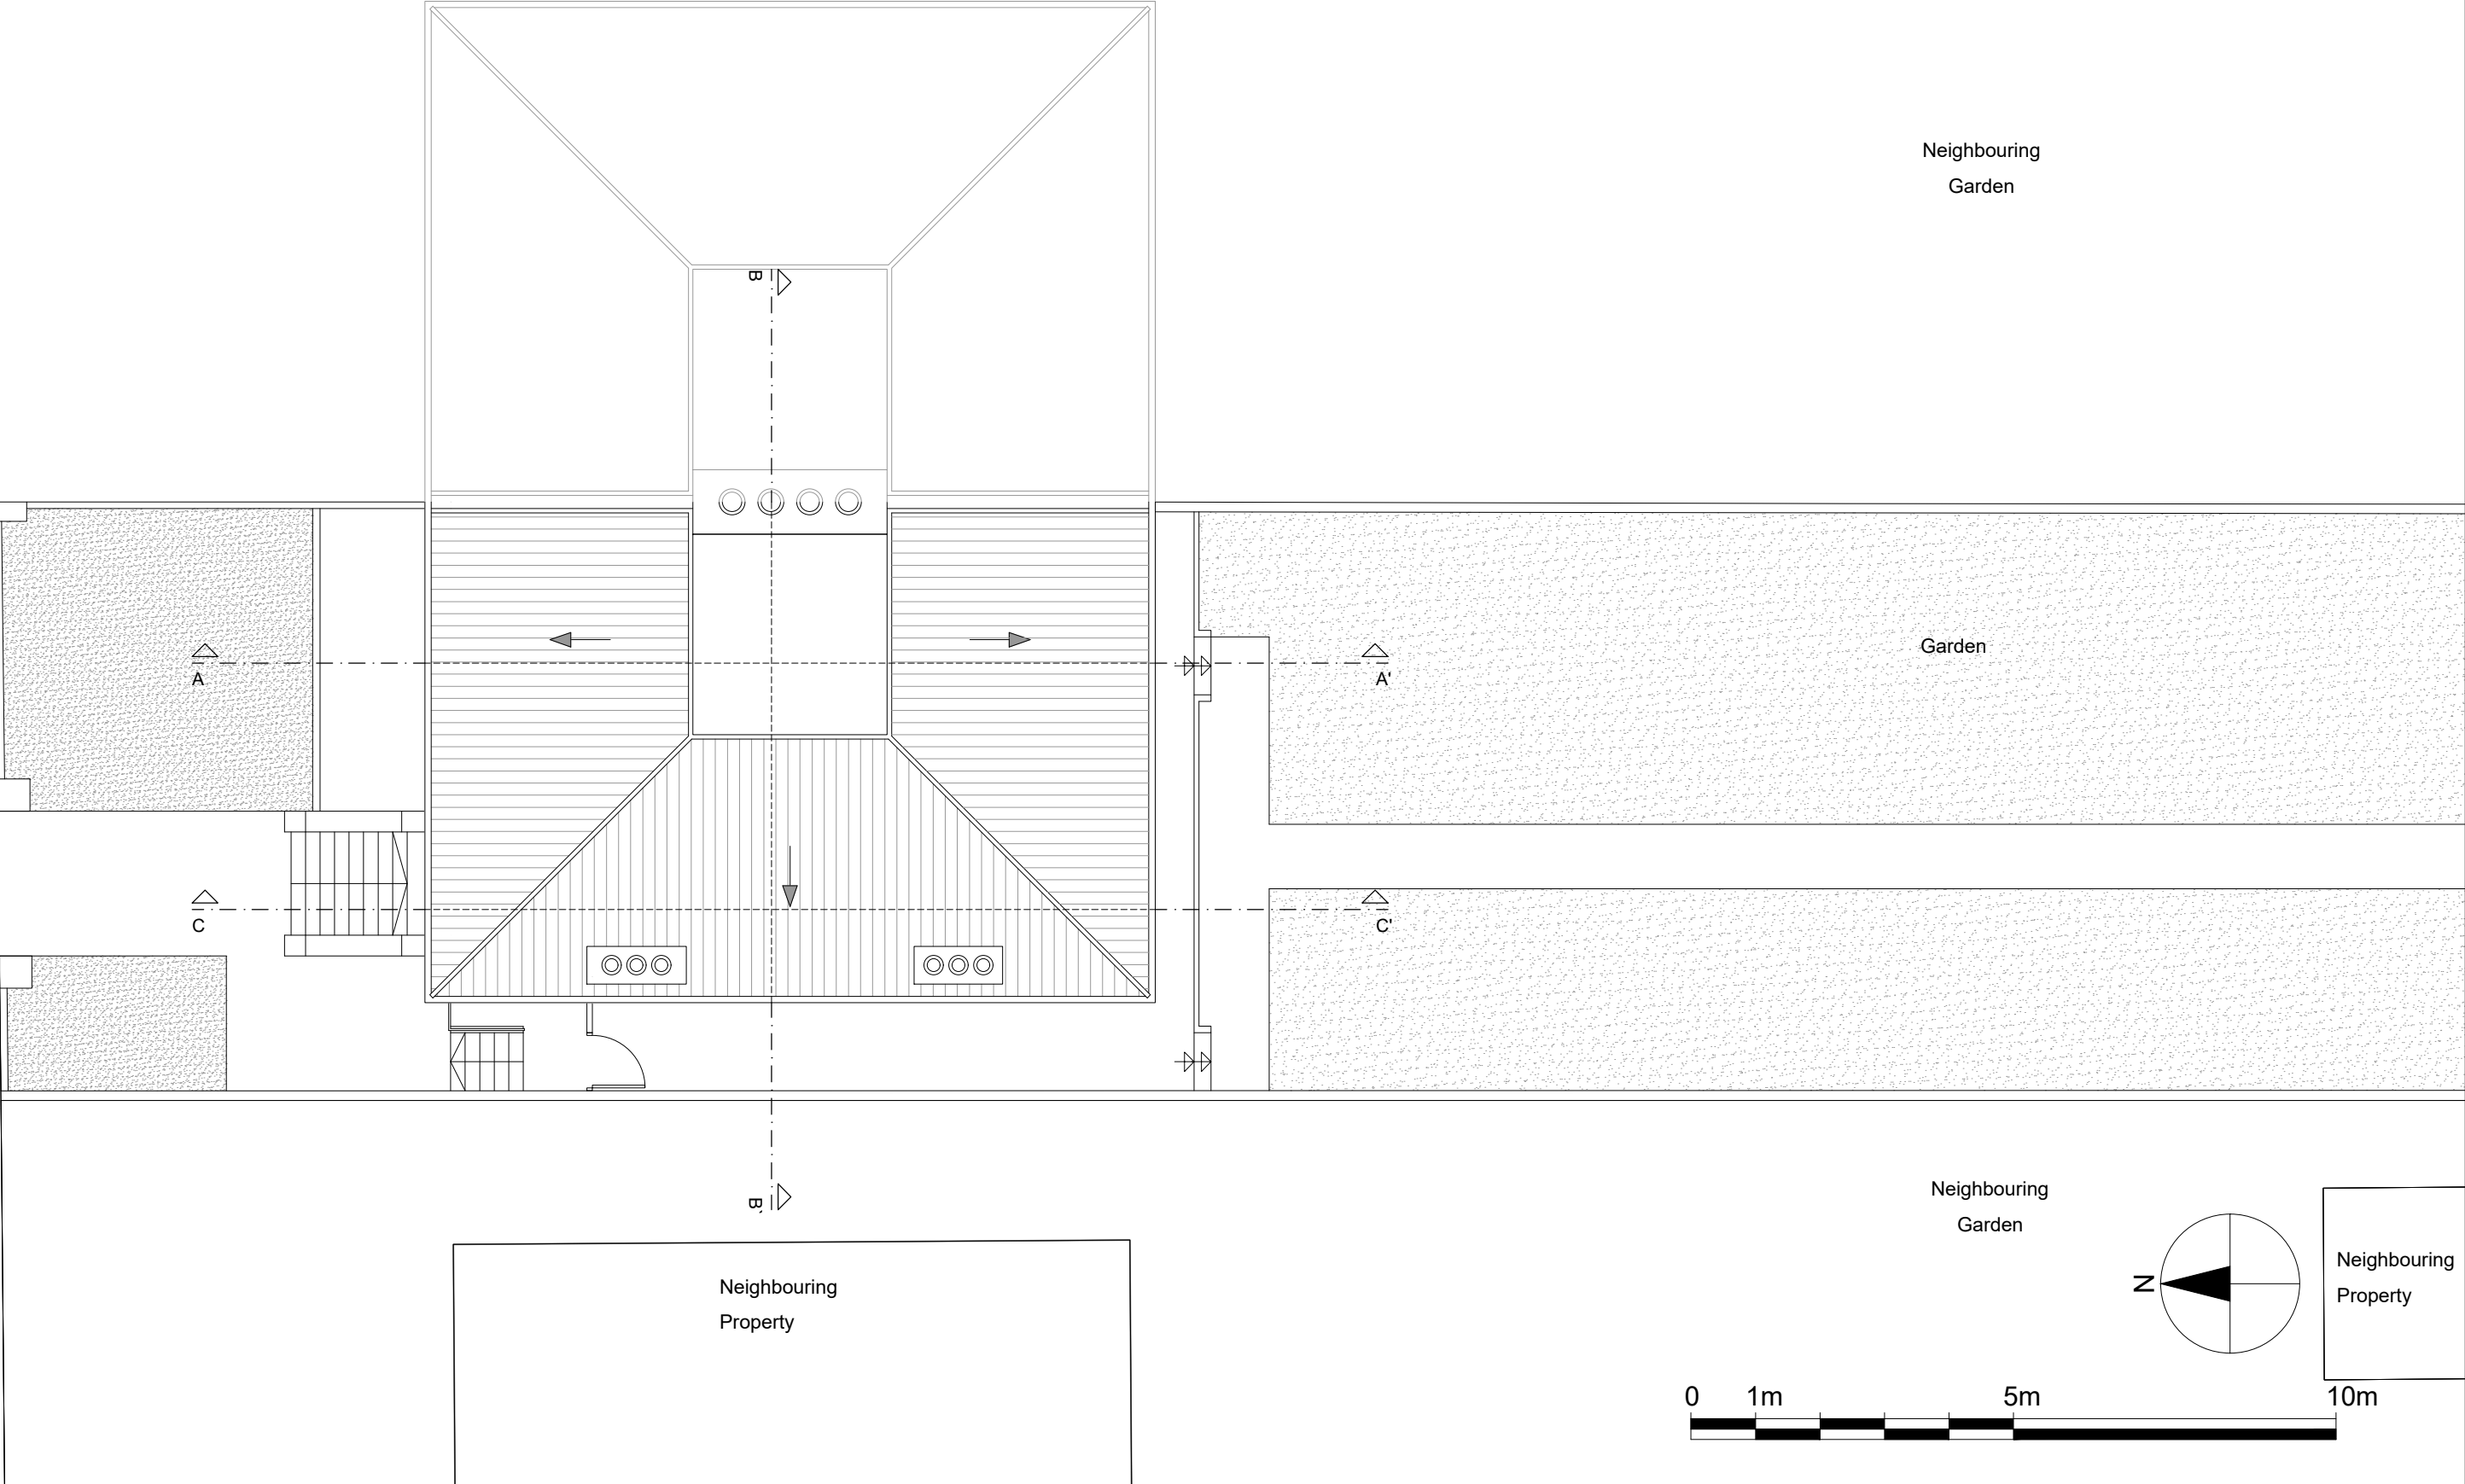 Neighbouring
Garden
B
Garden
A
A'
C
C'
B'
Neighbouring
Garden
Neighbouring
Property
N
Neighbouring
Property
0 1m 5m 10m